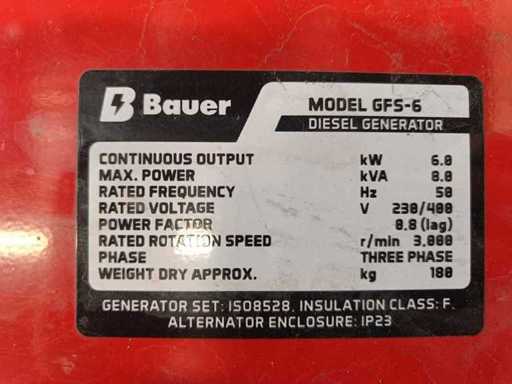 Bauer
MODEL GFS-6
DIESEL GENERATOR
CONTINUOUS OUTPUT kW 6.0
MAX. POWER kVA 8.0
RATED FREQUENCY Hz 50
RATED VOLTAGE V 230/400
POWER FACTOR 0.8 (lag)
RATED ROTATION SPEED r/min 3.000
PHASE THREE PHASE
WEIGHT DRY APPROX. kg 180
GENERATOR SET: ISO8528, INSULATION CLASS: F,
ALTERNATOR ENCLOSURE: IP23